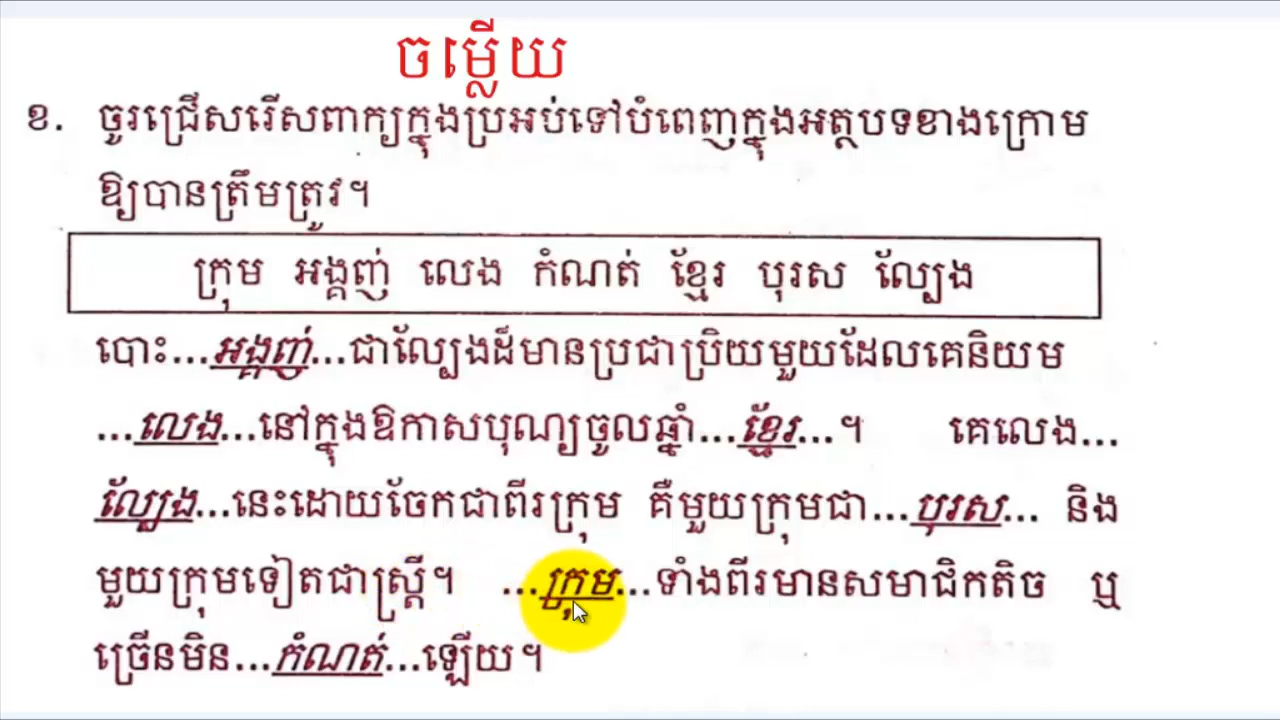 ចម្លើយ
ខ. ចូរជ្រើសរើសពាក្យក្នុងប្រអប់ទៅបំពេញក្នុងអត្ថបទខាងក្រោម
ឱ្យបានត្រឹមត្រូវ។
ក្រុម អង្គញ់ លេង កំណត់ ខ្មែរ បុរស ល្បែង
បោះ...អង្គញ់...ជាល្បែងដ៏មានប្រជាប្រិយមួយដែលគេនិយម
...លេង...នៅក្នុងឱកាសបុណ្យចូលឆ្នាំ...ខ្មែរ...។ គេលេង...
ល្បែង...នេះដោយចែកជាពីរក្រុម គឺមួយក្រុមជា...បុរស... និង
មួយក្រុមទៀតជាស្ត្រី។ ...ក្រុម...ទាំងពីរមានសមាជិកតិច ឬ
ច្រើនមិន...កំណត់...ឡើយ។